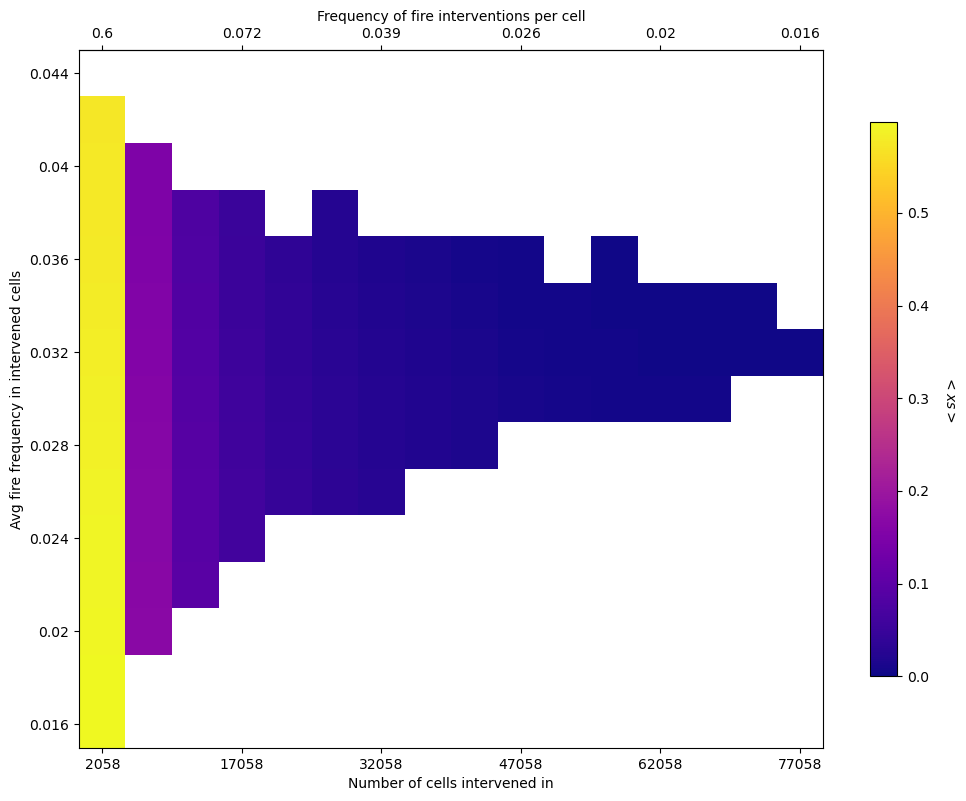 Frequency of fire interventions per cell
0.6 0.072 0.039 0.026 0.02 0.016
0.044
0.04
0.036
0.032
0.028
0.024
0.02
0.016
Avg fire frequency in intervened cells
2058 17058 32058 47058 62058 77058
Number of cells intervened in
0.5
0.4
0.3
0.2
0.1
0.0
< xs >